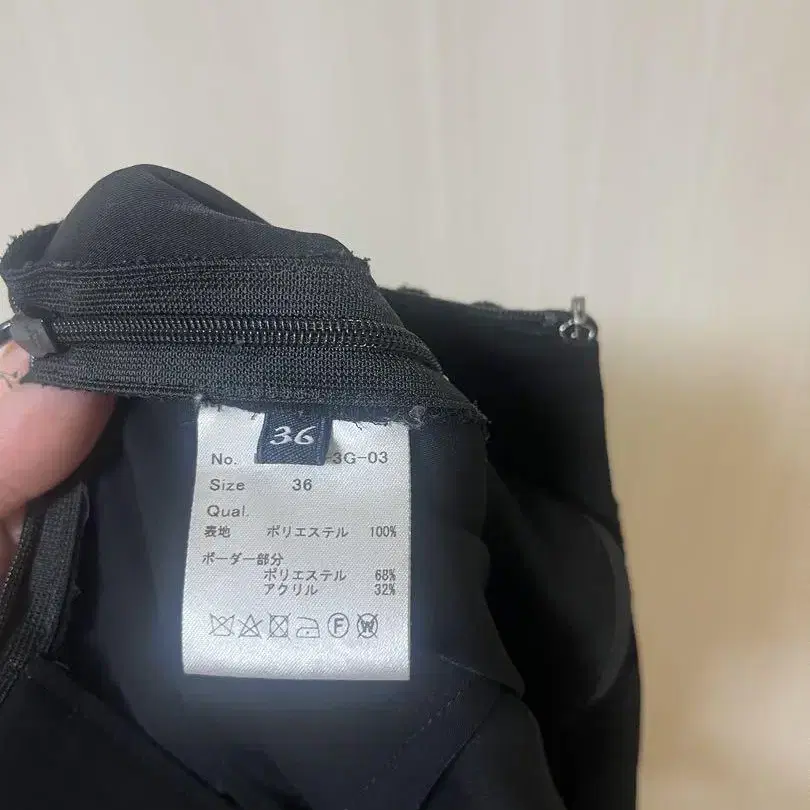 36
No. -3G-03
Size 36
Qual.
表地 ポリエステル 100%
ボーダー部分
ポリエステル 68%
アクリル 32%
F W